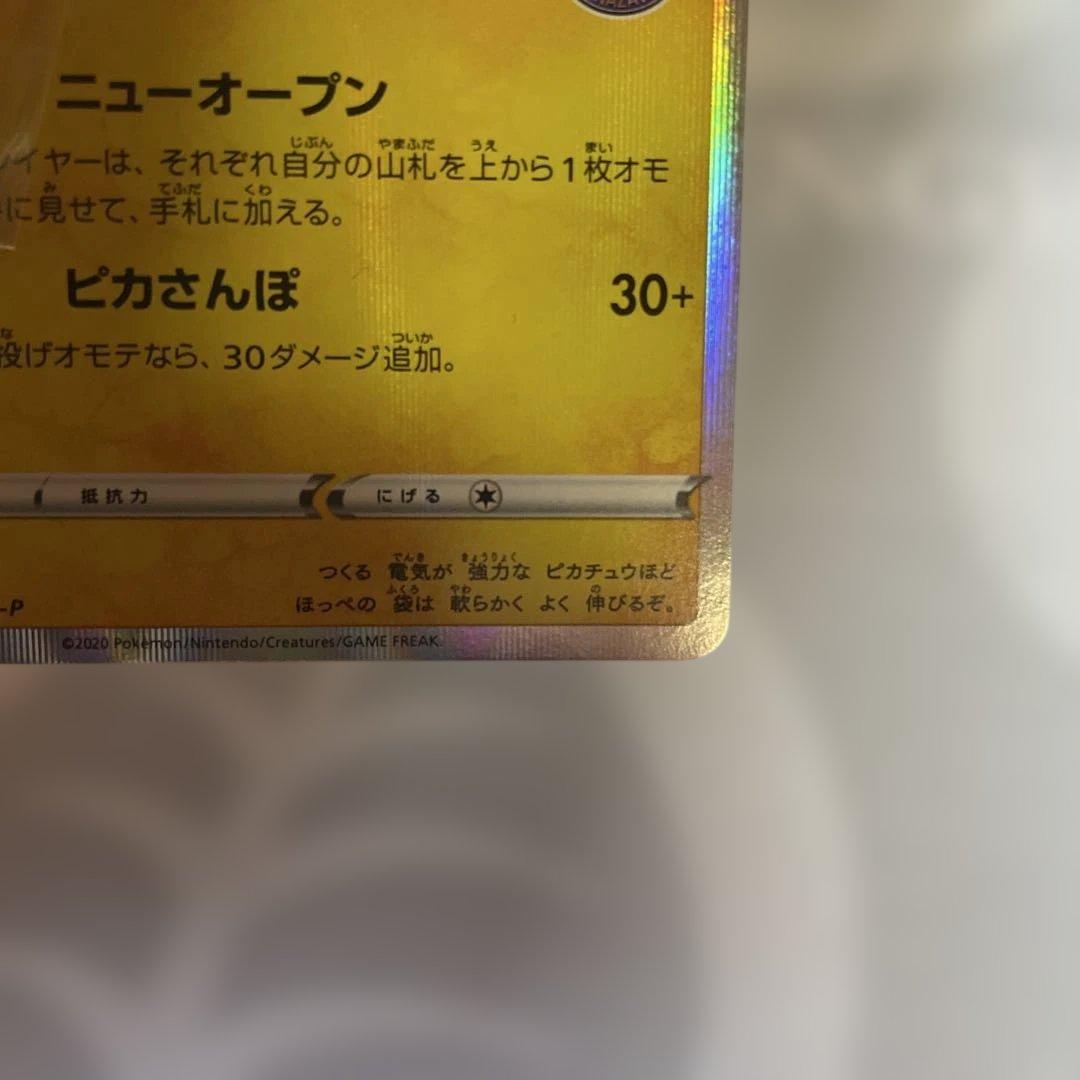 ニューオープン
イヤーは、それぞれ自分の山札を上から1枚オモ
に見せて、手札に加える。
ピカさんぽ 30+
投げオモテなら、30ダメージ追加。
抵抗力 にげる
つくる 電気が 強力な ピカチュウほど
ほっぺの 袋は 軟らかく よく 伸びるぞ。
-P
©2020 Pokémon/Nintendo/Creatures/GAME FREAK.